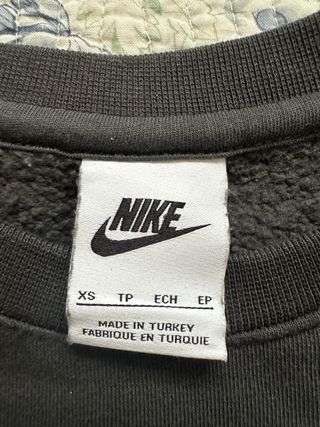 NIKE
XS TP ECH EP
MADE IN TURKEY
FABRIQUE EN TURQUIE